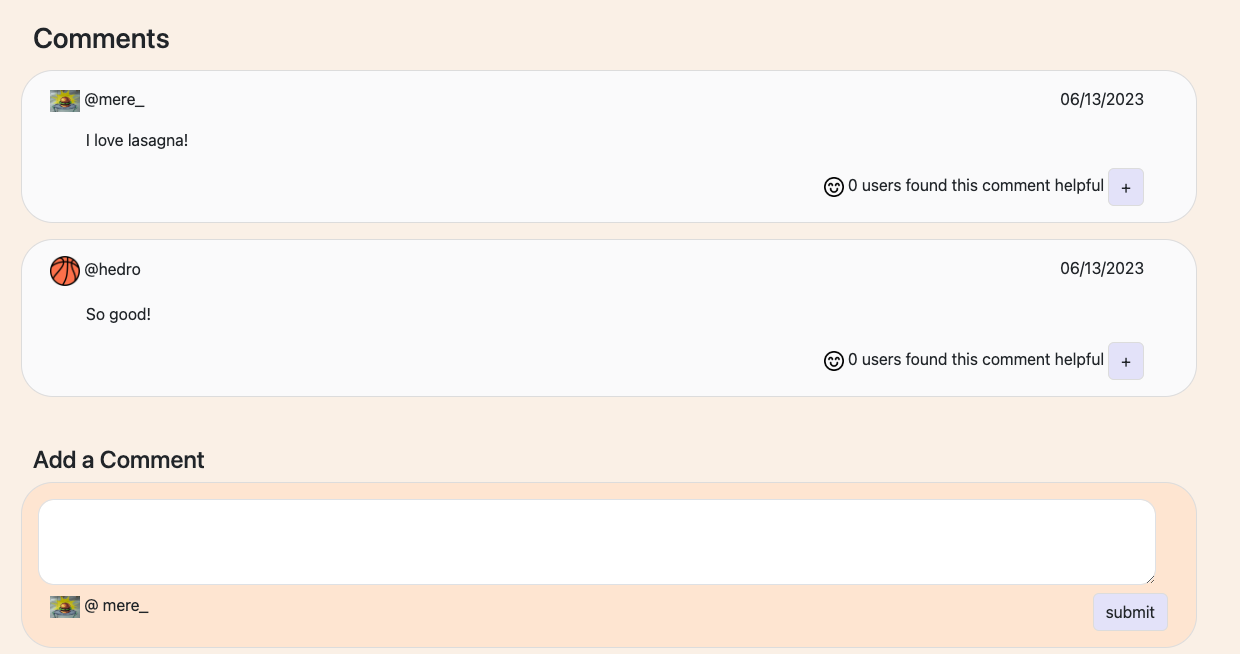 Comments
@mere_ 06/13/2023
I love lasagna!
0 users found this comment helpful +
@hedro 06/13/2023
So good!
0 users found this comment helpful +
Add a Comment
@ mere_ submit